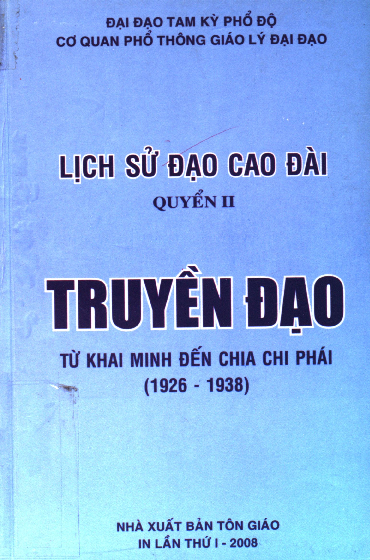 ĐẠI ĐẠO TAM KỲ PHỔ ĐỘ
CƠ QUAN PHỔ THÔNG GIÁO LÝ ĐẠI ĐẠO
LỊCH SỬ ĐẠO CAO ĐÀI
QUYỂN II
TRUYỀN ĐẠO
TỪ KHAI MINH ĐẾN CHIA CHI PHÁI
(1926 - 1938)
NHÀ XUẤT BẢN TÔN GIÁO
IN LẦN THỨ I - 2008